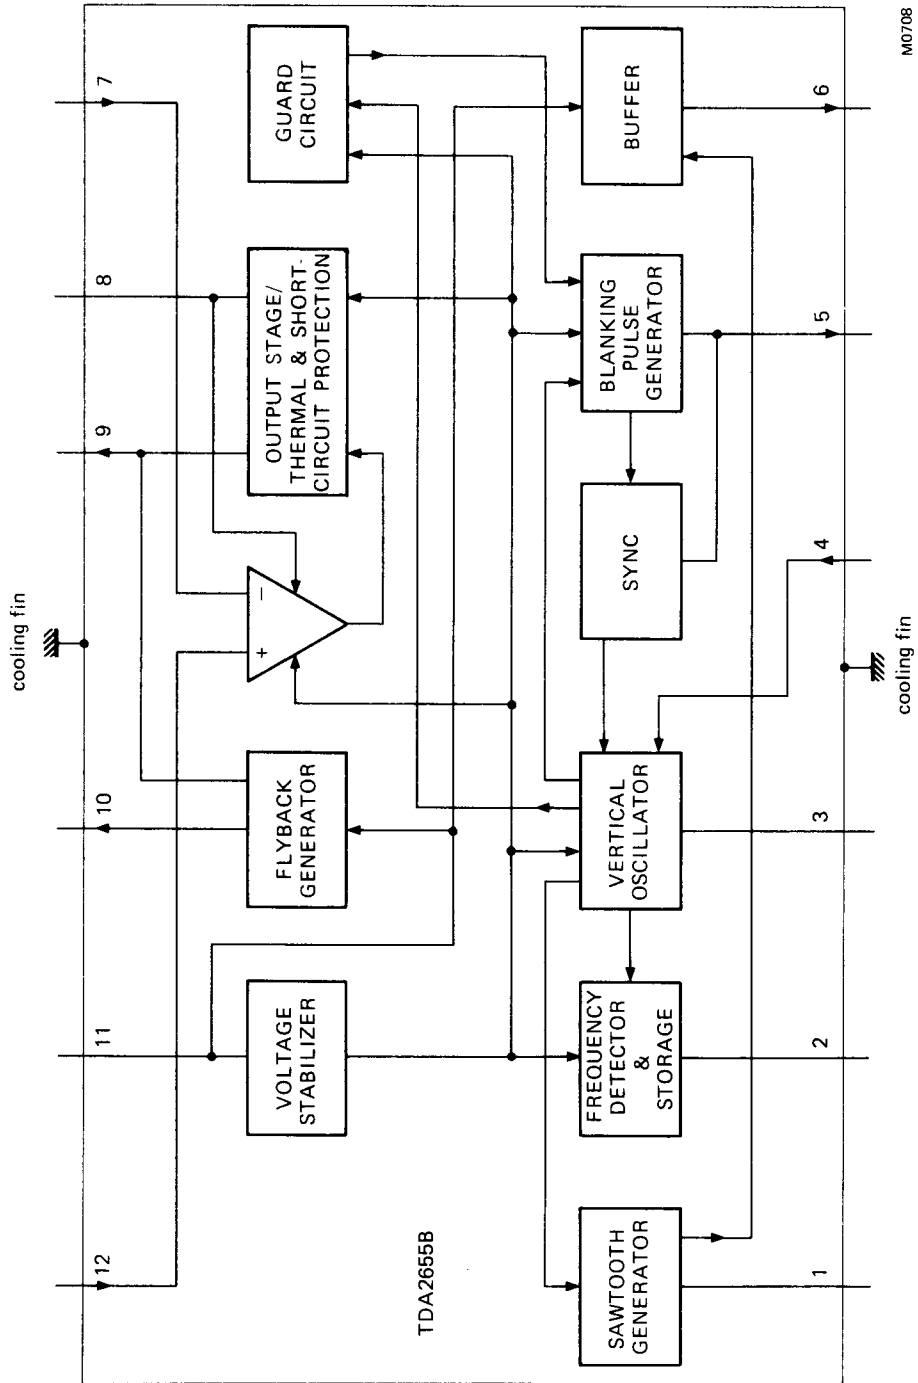 cooling fin
12
11
10
9
8
7
+
−
VOLTAGE
STABILIZER
FLYBACK
GENERATOR
OUTPUT STAGE/
THERMAL & SHORT-
CIRCUIT PROTECTION
GUARD
CIRCUIT
TDA2655B
SAWTOOTH
GENERATOR
FREQUENCY
DETECTOR
&
STORAGE
VERTICAL
OSCILLATOR
SYNC
BLANKING
PULSE
GENERATOR
BUFFER
1
2
3
4
5
6
cooling fin
M0708